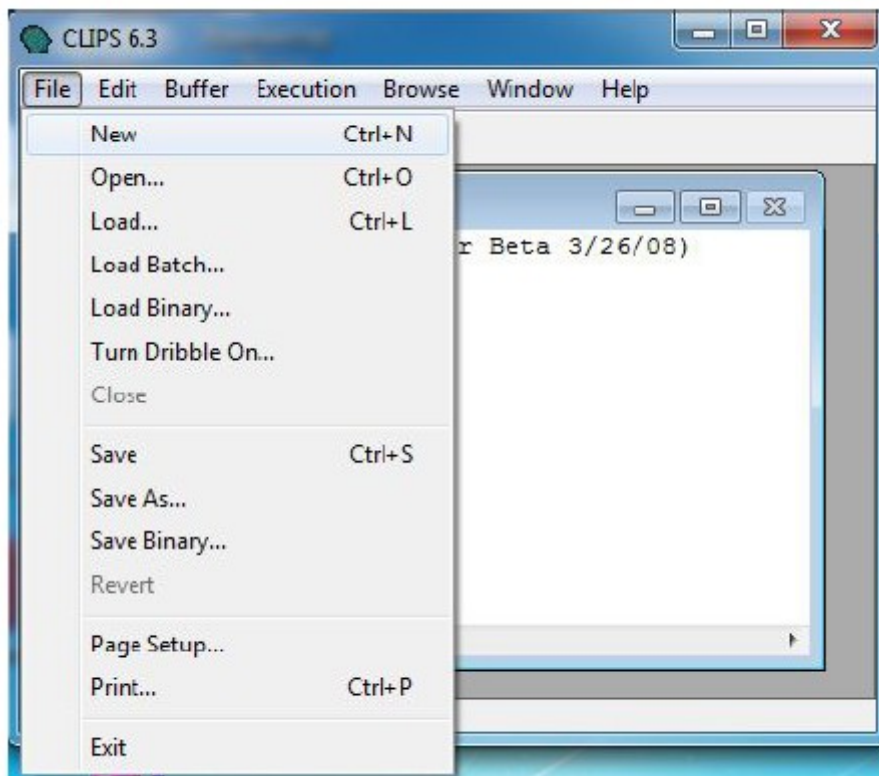 CLIPS 6.3
File Edit Buffer Execution Browse Window Help
New Ctrl+N
Open... Ctrl+O
Load... Ctrl+L
r Beta 3/26/08)
Load Batch...
Load Binary...
Turn Dribble On...
Close
Save Ctrl+S
Save As...
Save Binary...
Revert
Page Setup...
Print... Ctrl+P
Exit